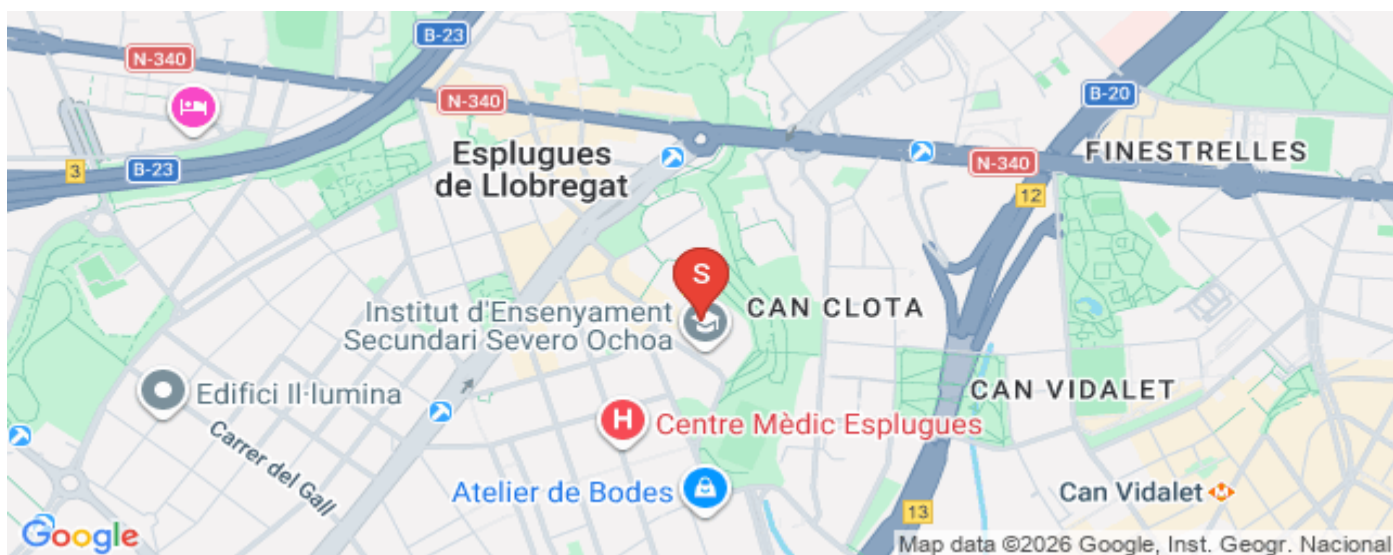 B-23
N-340
N-340
B-20
Esplugues
de Llobregat
N-340
FINESTRELLES
3
B-23
12
S
Institut d'Ensenyament
Secundari Severo Ochoa
CAN CLOTA
Edifici Il·lumina
CAN VIDALET
Centre Mèdic Esplugues
Carrer del Gall
Atelier de Bodes
Can Vidalet
13
Google
Map data ©2026 Google, Inst. Geogr. Nacional